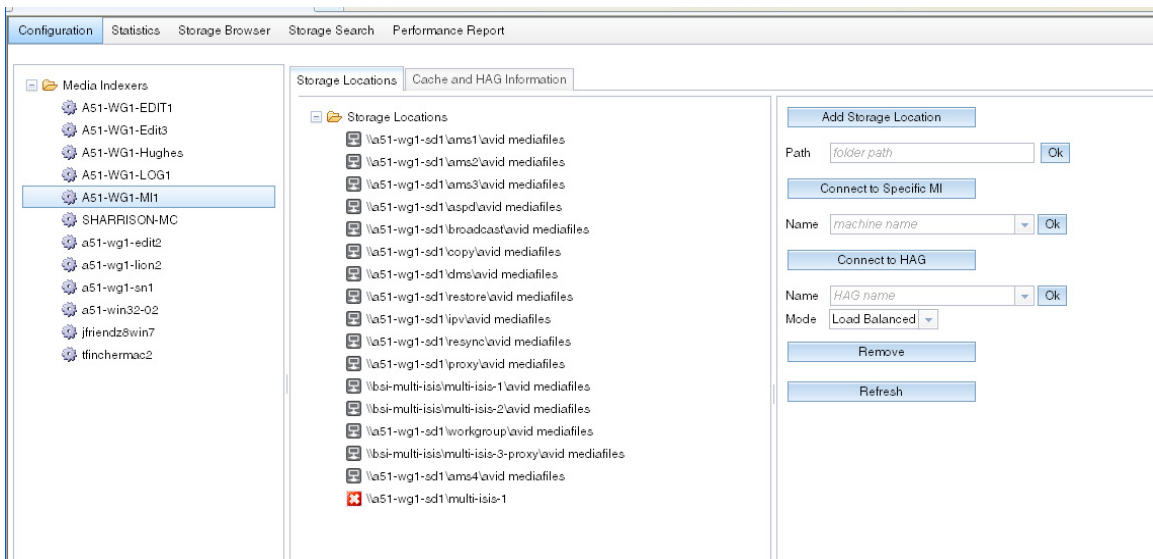 Configuration Statistics Storage Browser Storage Search Performance Report
Media Indexers
A51-WG1-EDIT1
A51-WG1-Edit3
A51-WG1-Hughes
A51-WG1-LOG1
A51-WG1-MI1
SHARRISON-MC
a51-wg1-edit2
a51-wg1-lion2
a51-wg1-sn1
a51-win32-02
jfriendz8win7
tfinchermac2
Storage Locations Cache and HAG Information
Storage Locations
\\a51-wg1-sd1\ams1\avid mediafiles
\\a51-wg1-sd1\ams2\avid mediafiles
\\a51-wg1-sd1\ams3\avid mediafiles
\\a51-wg1-sd1\aspd\avid mediafiles
\\a51-wg1-sd1\broadcast\avid mediafiles
\\a51-wg1-sd1\copy\avid mediafiles
\\a51-wg1-sd1\dms\avid mediafiles
\\a51-wg1-sd1\restore\avid mediafiles
\\a51-wg1-sd1\ipv\avid mediafiles
\\a51-wg1-sd1\resync\avid mediafiles
\\a51-wg1-sd1\proxy\avid mediafiles
\\bsi-multi-isis\multi-isis-1\avid mediafiles
\\bsi-multi-isis\multi-isis-2\avid mediafiles
\\a51-wg1-sd1\workgroup\avid mediafiles
\\bsi-multi-isis\multi-isis-3-proxy\avid mediafiles
\\a51-wg1-sd1\ams4\avid mediafiles
\\a51-wg1-sd1\multi-isis-1
Add Storage Location
Path folder path Ok
Connect to Specific MI
Name machine name Ok
Connect to HAG
Name HAG name Ok
Mode Load Balanced
Remove
Refresh